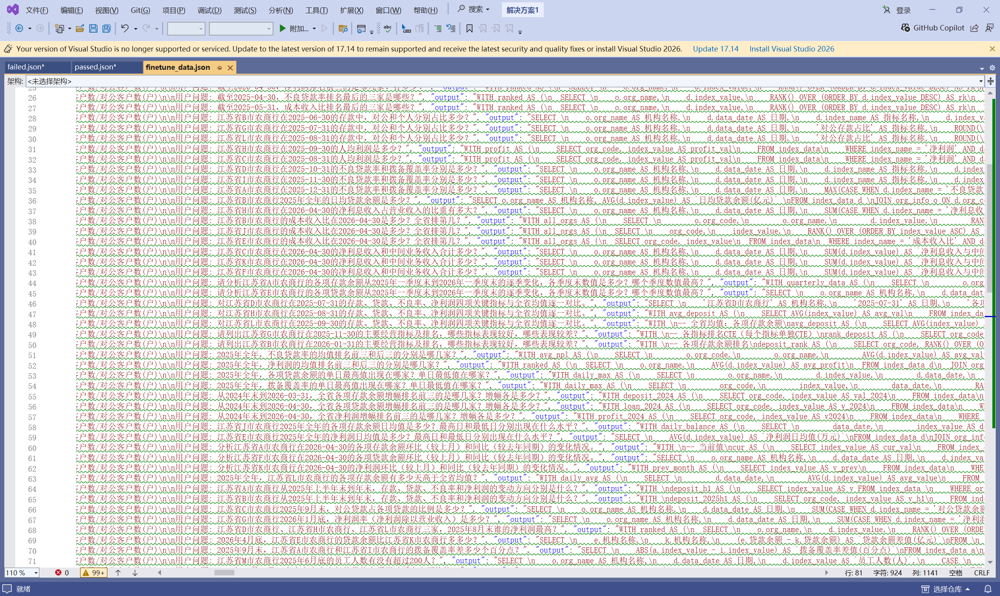 文件(F) 编辑(E) 视图(V) Git(G) 项目(P) 调试(D) 测试(S) 分析(N) 工具(T) 扩展(X) 窗口(W) 帮助(H) 搜索 解决方案1 登录
附加... GitHub Copilot
Your version of Visual Studio is no longer supported or serviced. Update to the latest version of 17.14 to remain supported and receive the latest security and quality fixes or install Visual Studio 2026. Update 17.14 Install Visual Studio 2026
failed.json* passed.json* finetune_data.json
架构: <未选择架构>
26 户数/对公客户数(户)\n\n用户问题: 截至2025-04-30，不良贷款率排名最后的三家是哪些？", "output": "WITH ranked AS (\n  SELECT \n    o.org_name,\n    d.index_value,\n    RANK() OVER (ORDER BY d.index_value DESC) AS rk\n
27 户数/对公客户数(户)\n\n用户问题: 截至2025-05-31，成本收入比排名最后的三家是哪些？", "output": "WITH ranked AS (\n  SELECT \n    o.org_name,\n    d.index_value,\n    RANK() OVER (ORDER BY d.index_value DESC) AS rk\n
28 户数/对公客户数(户)\n\n用户问题: 江苏省B市农商行在2025-06-30的存款中，对公和个人分别占比多少？", "output": "SELECT \n    o.org_name AS 机构名称,\n    d.data_date AS 日期,\n    d.index_name AS 指标名称,\n    d.index_v
29 户数/对公客户数(户)\n\n用户问题: 江苏省G市农商行在2025-07-31的存款中，对公和个人分别占比多少？", "output": "SELECT \n    o.org_name AS 机构名称,\n    d.data_date AS 日期,\n    '对公存款占比' AS 指标名称,\n    ROUND(\
30 户数/对公客户数(户)\n\n用户问题: 江苏省L市农商行在2025-08-31的存款中，对公和个人分别占比多少？", "output": "SELECT \n    o.org_name AS 机构名称,\n    d.data_date AS 日期,\n    '对公存款占比' AS 指标名称,\n    ROUND(\
31 户数/对公客户数(户)\n\n用户问题: 江苏省H市农商行在2025-09-30的人均利润是多少？", "output": "WITH profit AS (\n    SELECT org_code, index_value AS profit_val\n    FROM index_data\n    WHERE index_name = '净利润' AND d
32 户数/对公客户数(户)\n\n用户问题: 江苏省C市农商行在2025-08-31的人均利润是多少？", "output": "WITH profit AS (\n    SELECT org_code, index_value AS profit_val\n    FROM index_data\n    WHERE index_name = '净利润' AND d
33 户数/对公客户数(户)\n\n用户问题: 江苏省D市农商行在2025-10-31的不良贷款率和拨备覆盖率分别是多少？", "output": "SELECT \n    o.org_name AS 机构名称,\n    d.data_date AS 日期,\n    d.index_name AS 指标名称,\n    d.index
34 户数/对公客户数(户)\n\n用户问题: 江苏省I市农商行在2025-11-30的不良贷款率和拨备覆盖率分别是多少？", "output": "SELECT \n    o.org_name AS 机构名称,\n    d.data_date AS 日期,\n    d.index_name AS 指标名称,\n    d.index
35 户数/对公客户数(户)\n\n用户问题: 江苏省A市农商行在2025-12-31的不良贷款率和拨备覆盖率分别是多少？", "output": "SELECT \n    o.org_name AS 机构名称,\n    d.data_date AS 日期,\n    MAX(CASE WHEN d.index_name = '不良贷款
36 户数/对公客户数(户)\n\n用户问题: 江苏省B市农商行2025年全年的日均贷款余额是多少？", "output": "SELECT o.org_name AS 机构名称, AVG(d.index_value) AS `日均贷款余额(亿元)` \nFROM index_data d \nJOIN org_info o ON d.org_c
37 户数/对公客户数(户)\n\n用户问题: 江苏省H市农商行在2026-04-30的净利息收入占营业收入的比重有多大？", "output": "SELECT \n    o.org_name AS 机构名称,\n    d.data_date AS 日期,\n    SUM(CASE WHEN d.index_name = '净利息收
38 户数/对公客户数(户)\n\n用户问题: 江苏省B市农商行的成本收入比在2026-04-30是多少？全省排第几？", "output": "WITH all_orgs AS (\n    SELECT \n        o.org_code,\n        o.org_name,\n        d.index_value,\n        RAN
39 户数/对公客户数(户)\n\n用户问题: 江苏省J市农商行的成本收入比在2026-04-30是多少？全省排第几？", "output": "WITH all_orgs AS (\n  SELECT \n    org_code,\n    index_value,\n    RANK() OVER (ORDER BY index_value ASC) AS
40 户数/对公客户数(户)\n\n用户问题: 江苏省E市农商行的成本收入比在2026-04-30是多少？全省排第几？", "output": "WITH all_orgs AS (\n  SELECT org_code, index_value\n  FROM index_data\n  WHERE index_name = '成本收入比' AND d
41 户数/对公客户数(户)\n\n用户问题: 江苏省C市农商行在2026-04-30的净利息收入和中间业务收入合计多少？", "output": "SELECT \n    o.org_name AS 机构名称,\n    d.data_date AS 日期,\n    SUM(d.index_value) AS `净利息收入与中间
42 户数/对公客户数(户)\n\n用户问题: 江苏省K市农商行在2026-04-30的净利息收入和中间业务收入合计多少？", "output": "SELECT \n    o.org_name AS 机构名称,\n    d.data_date AS 日期,\n    SUM(d.index_value) AS `净利息收入与中间
43 户数/对公客户数(户)\n\n用户问题: 江苏省F市农商行在2026-04-30的净利息收入和中间业务收入合计多少？", "output": "SELECT \n    o.org_name AS 机构名称,\n    d.data_date AS 日期,\n    SUM(d.index_value) AS `净利息收入与中间
44 户数/对公客户数(户)\n\n用户问题: 请分析江苏省A市农商行的各项存款余额从2025年一季度末到2026年一季度末的逐季变化，各季度末数值是多少？哪个季度数值最高？", "output": "WITH quarterly_data AS (\n    SELECT \n        o.org
45 户数/对公客户数(户)\n\n用户问题: 请分析江苏省E市农商行的各项贷款余额从2025年一季度末到2026年一季度末的逐季变化，各季度末数值是多少？哪个季度数值最高？", "output": "SELECT \n    o.org_name AS 机构名称,\n    d.data_dat
46 户数/对公客户数(户)\n\n用户问题: 对江苏省D市农商行在2025-07-31的存款、贷款、不良率、净利润四项关键指标与全省均值逐一对比。", "output": "SELECT \n    '江苏省D市农商行' AS 机构名称,\n    '2025-07-31' AS 日期,\n    '各项
47 户数/对公客户数(户)\n\n用户问题: 对江苏省H市农商行在2025-08-31的存款、贷款、不良率、净利润四项关键指标与全省均值逐一对比。", "output": "WITH avg_deposit AS (\n    SELECT AVG(index_value) AS avg_val\n    FROM index_da
48 户数/对公客户数(户)\n\n用户问题: 对江苏省L市农商行在2025-09-30的存款、贷款、不良率、净利润四项关键指标与全省均值逐一对比。", "output": "WITH \n-- 全省均值：各项存款余额\navg_deposit AS (\n    SELECT AVG(index_value)
49 户数/对公客户数(户)\n\n用户问题: 请列出江苏省G市农商行在2025-11-30的主要经营指标及排名，哪些指标表现较好，哪些表现较差？", "output": "WITH \n-- 各指标排名CTE（每个指标单独CTE）\nrank_deposit AS (\n    SELECT org_code
50 户数/对公客户数(户)\n\n用户问题: 请列出江苏省B市农商行在2026-01-31的主要经营指标及排名，哪些指标表现较好，哪些表现较差？", "output": "WITH \n-- 各项存款余额排名\ndeposit_rank AS (\n    SELECT org_code, RANK() OVER (O
51 户数/对公客户数(户)\n\n用户问题: 2025年全年，不良贷款率的均值排名前三和后三的分别是哪几家？", "output": "WITH avg_npl AS (\n    SELECT \n        o.org_code,\n        o.org_name,\n        AVG(d.index_value) AS avg_val
52 户数/对公客户数(户)\n\n用户问题: 2025年全年，净利润的均值排名前三和后三的分别是哪几家？", "output": "WITH ranked AS (\n  SELECT \n    o.org_name,\n    AVG(d.index_value) AS avg_profit\n  FROM index_data d\n  JOIN org
53 户数/对公客户数(户)\n\n用户问题: 2025年全年，各项贷款余额的单日最高值出现在哪家？单日最低值在哪家？", "output": "WITH daily_max AS (\n    SELECT \n        o.org_name,\n        d.index_value,\n        d.data_date,\n
54 户数/对公客户数(户)\n\n用户问题: 2025年全年，拨备覆盖率的单日最高值出现在哪家？单日最低值在哪家？", "output": "WITH daily_max AS (\n    SELECT \n        org_code,\n        index_value,\n        data_date,\n        RA
55 户数/对公客户数(户)\n\n用户问题: 从2024年末到2026-03-31，全省各项存款余额增幅排名前三的是哪几家？增幅各是多少？", "output": "WITH deposit_2024 AS (\n    SELECT org_code, index_value AS val_2024\n    FROM index_data\n
56 户数/对公客户数(户)\n\n用户问题: 从2024年末到2026-04-30，全省各项贷款余额增幅排名前三的是哪几家？增幅各是多少？", "output": "WITH loan_2024 AS (\n    SELECT org_code, index_value AS v_2024\n    FROM index_data\n    W
57 户数/对公客户数(户)\n\n用户问题: 从2024年末到2026-04-30，全省净利润增幅排名前三的是哪几家？增幅各是多少？", "output": "WITH profit_2024 AS (\n    SELECT org_code, index_value AS v2024\n    FROM index_data\n    WHERE
58 户数/对公客户数(户)\n\n用户问题: 江苏省J市农商行2025年全年的各项存款余额日均值是多少？最高日和最低日分别出现在什么水平？", "output": "WITH daily_balance AS (\n    SELECT \n        data_date,\n        index_value AS d
59 户数/对公客户数(户)\n\n用户问题: 江苏省E市农商行2025年全年的净利润日均值是多少？最高日和最低日分别出现在什么水平？", "output": "SELECT \n    AVG(d.index_value) AS `净利润日均值(万元)`\nFROM index_data d\nJOIN org_inf
60 户数/对公客户数(户)\n\n用户问题: 分析江苏省A市农商行在2026-04-30的各项存款余额环比（较上月）和同比（较去年同期）的变化情况。", "output": "WITH \n-- 当前值\ncur AS (\n    SELECT index_value AS cur_val\n    FROM index_
61 户数/对公客户数(户)\n\n用户问题: 分析江苏省F市农商行在2026-04-30的各项贷款余额环比（较上月）和同比（较去年同期）的变化情况。", "output": "SELECT \n    o.org_name AS 机构名称,\n    d.data_date AS 日期,\n    d.index_va
62 户数/对公客户数(户)\n\n用户问题: 分析江苏省K市农商行在2026-04-30的净利润环比（较上月）和同比（较去年同期）的变化情况。", "output": "WITH prev_month AS (\n    SELECT index_value AS v_prev\n    FROM index_data\n    WHE
63 户数/对公客户数(户)\n\n用户问题: 2025年全年，江苏省L市农商行的各项存款余额有多少天高于全省均值？", "output": "WITH daily_avg AS (\n    SELECT \n        d.data_date,\n        AVG(d.index_value) AS avg_value\n    FROM
64 户数/对公客户数(户)\n\n用户问题: 江苏省A市农商行从2025年上半年末到年末，存款、贷款、不良率和净利润的变动方向分别是什么？", "output": "WITH \ndeposit_h1 AS (\n    SELECT index_value AS v FROM index_data \n    WHERE or
65 户数/对公客户数(户)\n\n用户问题: 江苏省B市农商行从2025年上半年末到年末，存款、贷款、不良率和净利润的变动方向分别是什么？", "output": "WITH \ndeposit_2025h1 AS (\n    SELECT org_code, index_value AS v_h1\n    FROM ind
66 户数/对公客户数(户)\n\n用户问题: 江苏省C市农商行2025年9月末，对公贷款占各项贷款的比例是多少？", "output": "SELECT \n    o.org_name AS 机构名称,\n    d.data_date AS 日期,\n    SUM(CASE WHEN d.index_name = '对公贷款余额
67 户数/对公客户数(户)\n\n用户问题: 江苏省G市农商行2026年1月底，净利润率（净利润除以营业收入）是多少？", "output": "SELECT \n    o.org_name AS 机构名称,\n    d.data_date AS 日期,\n    SUM(CASE WHEN d.index_name = '净利润
68 户数/对公客户数(户)\n\n用户问题: 江苏省D市农商行、江苏省H市农商行、江苏省L市农商行三家，2025年8月末谁的净利润最高？", "output": "WITH ranked AS (\n  SELECT \n    o.org_name,\n    d.index_value,\n    RANK() OVER (ORDE
69 户数/对公客户数(户)\n\n用户问题: 2026年4月底，江苏省E市农商行的贷款余额比江苏省K市农商行多多少？", "output": "SELECT \n    e.机构名称,\n    k.机构名称,\n    (e.贷款余额 - k.贷款余额) AS `贷款余额差值(亿元)`\nFROM \n
70 户数/对公客户数(户)\n\n用户问题: 2025年9月末，江苏省A市农商行和江苏省I市农商行的拨备覆盖率差多少个百分点？", "output": "SELECT \n    ABS(a.index_value - i.index_value) AS `拨备覆盖率差值(百分点)`\nFROM index_data a\n
71 户数/对公客户数(户)\n\n用户问题: 江苏省M市农商行2025年6月底的员工人数有没有超过200人？", "output": "SELECT \n    o.org_name AS 机构名称,\n    d.data_date AS 日期,\n    d.index_value AS `员工人数(人)`,\n    CASE \n
110 % 0 99+ 行: 81 字符: 924 列: 1141 空格 CRLF
就绪 选择仓库